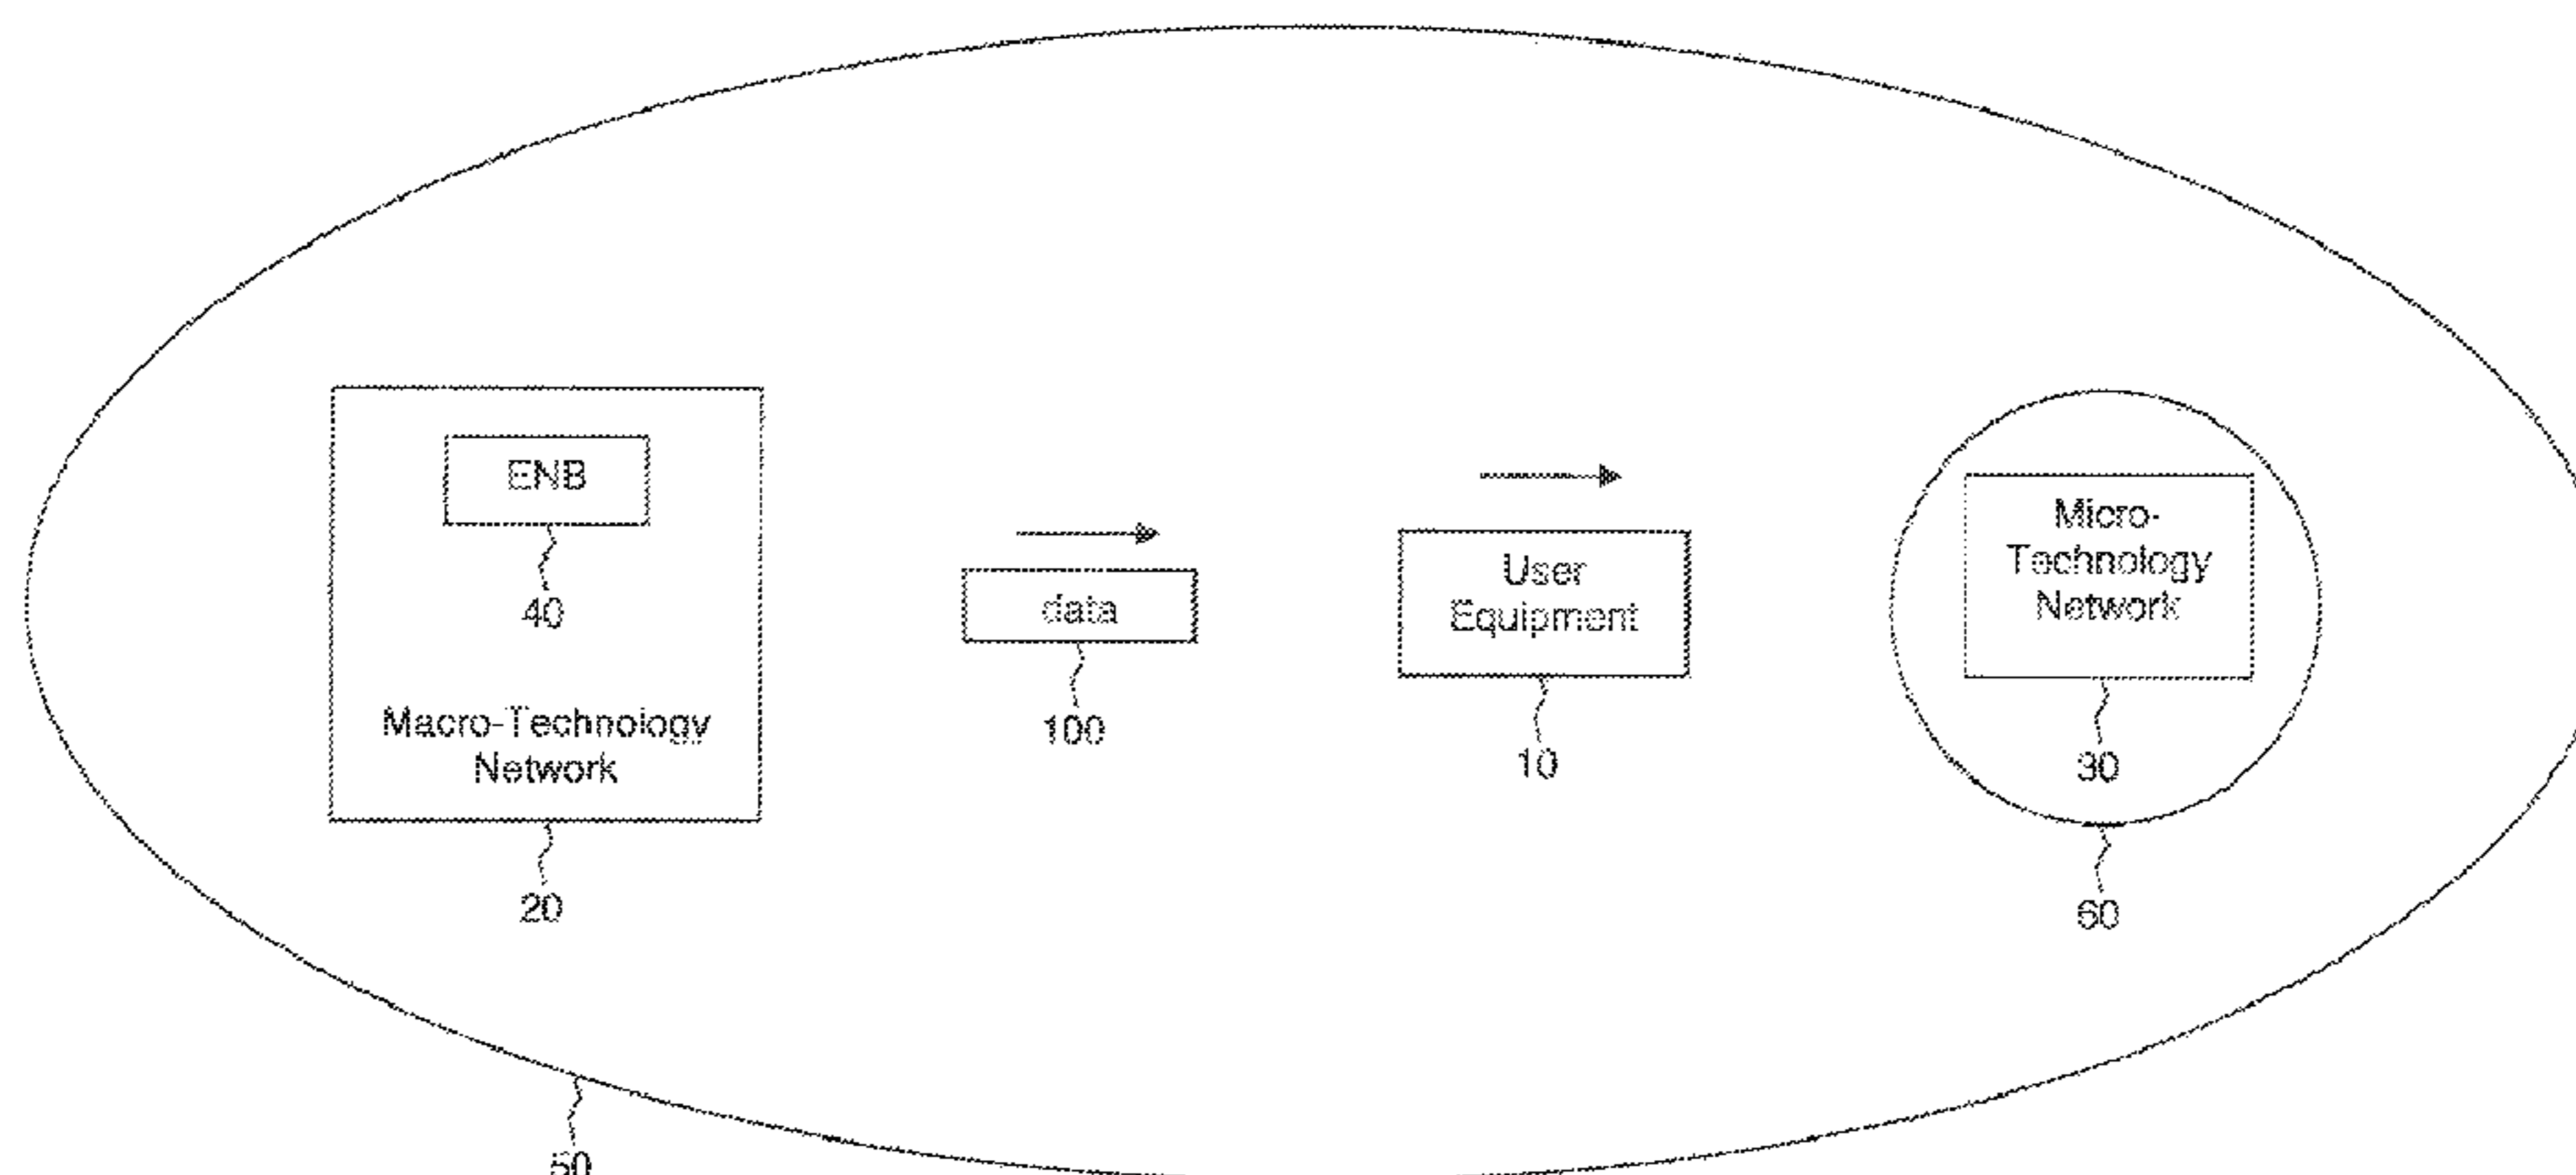 ENB
40
Macro-Technology
Network
20
data
100
User
Equipment
10
Micro-
Technology
Network
30
60
50